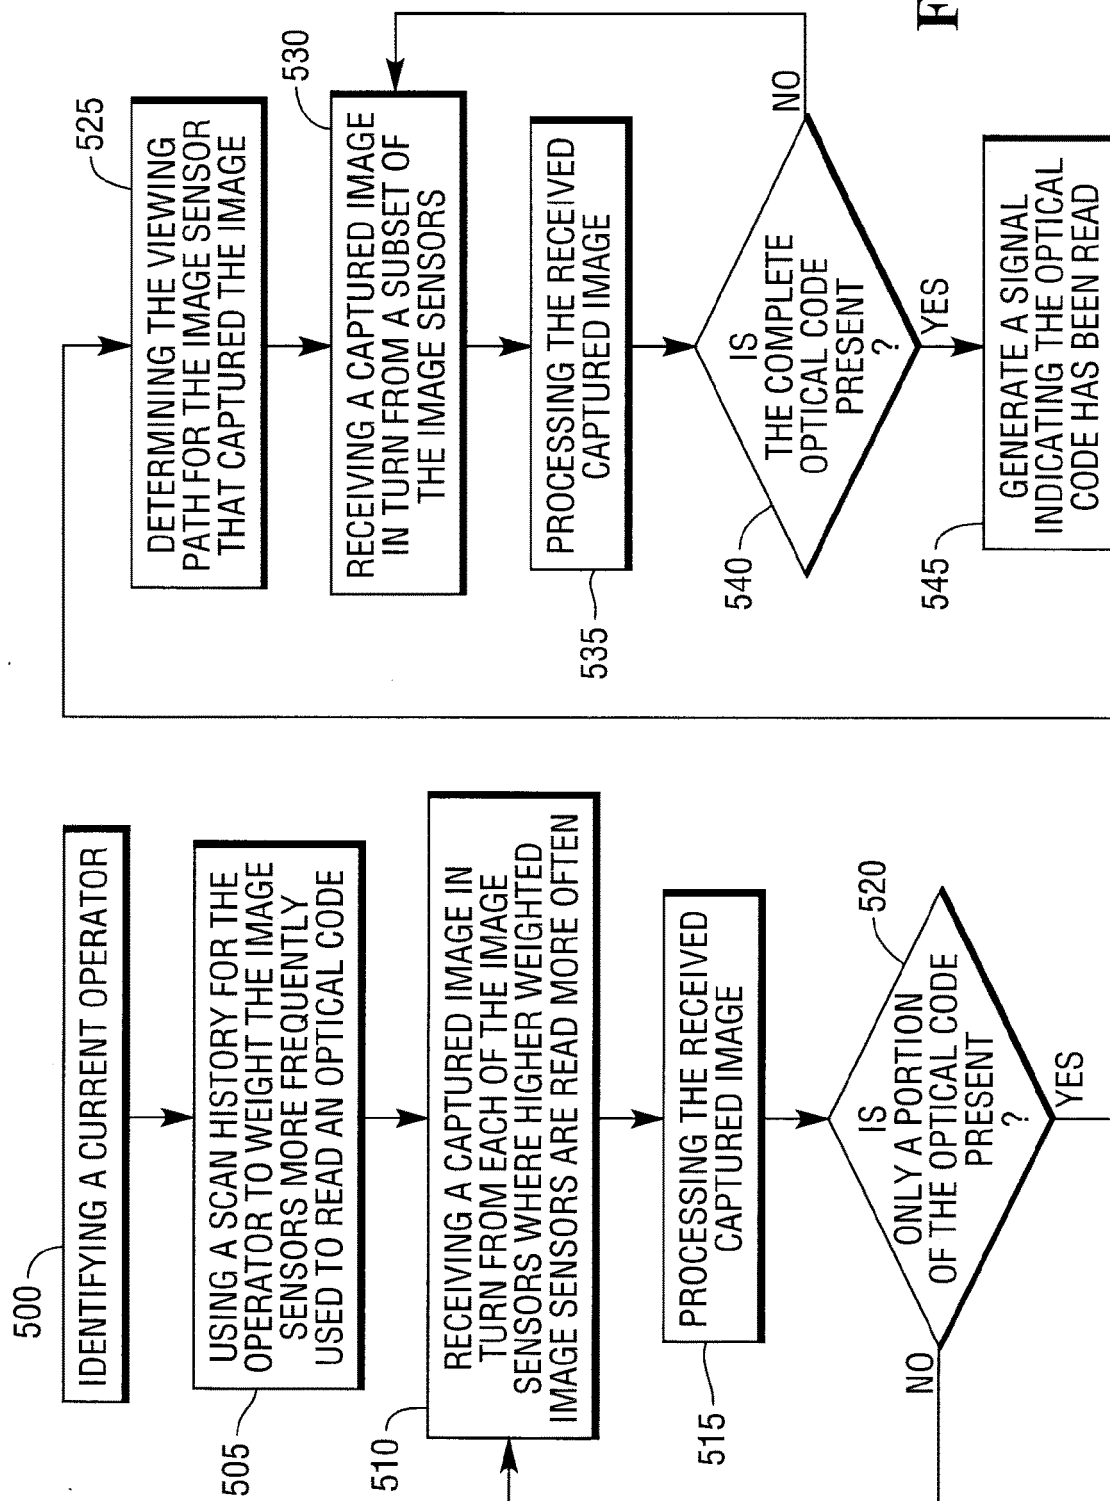 500
IDENTIFYING A CURRENT OPERATOR
505
USING A SCAN HISTORY FOR THE
OPERATOR TO WEIGHT THE IMAGE
SENSORS MORE FREQUENTLY
USED TO READ AN OPTICAL CODE
510
RECEIVING A CAPTURED IMAGE IN
TURN FROM EACH OF THE IMAGE
SENSORS WHERE HIGHER WEIGHTED
IMAGE SENSORS ARE READ MORE OFTEN
515
PROCESSING THE RECEIVED
CAPTURED IMAGE
520
IS
ONLY A PORTION
OF THE OPTICAL CODE
PRESENT
?
NO
YES
525
DETERMINING THE VIEWING
PATH FOR THE IMAGE SENSOR
THAT CAPTURED THE IMAGE
530
RECEIVING A CAPTURED IMAGE
IN TURN FROM A SUBSET OF
THE IMAGE SENSORS
535
PROCESSING THE RECEIVED
CAPTURED IMAGE
540
IS
THE COMPLETE
OPTICAL CODE
PRESENT
?
NO
YES
545
GENERATE A SIGNAL
INDICATING THE OPTICAL
CODE HAS BEEN READ
F